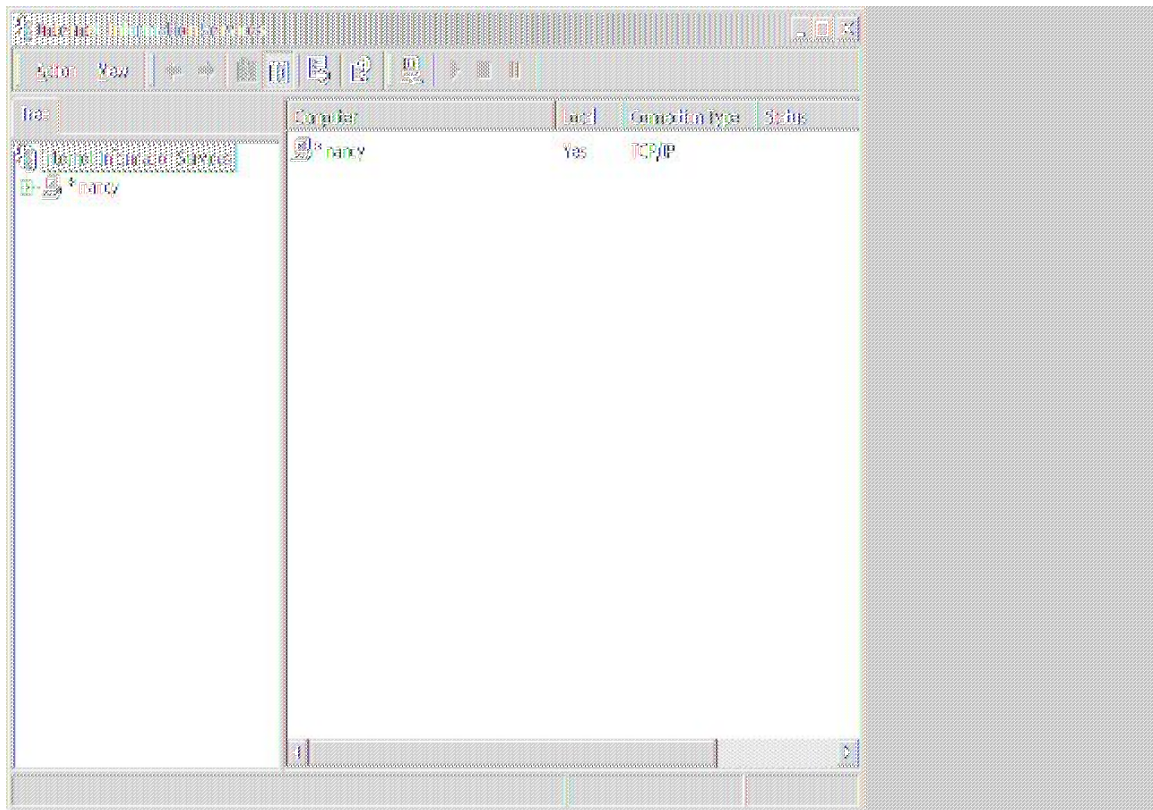 Internet Information Services
Action View
Tree
Computer Local Connection Type Status
Internet Information Services
* nancy Yes TCP/IP
* nancy